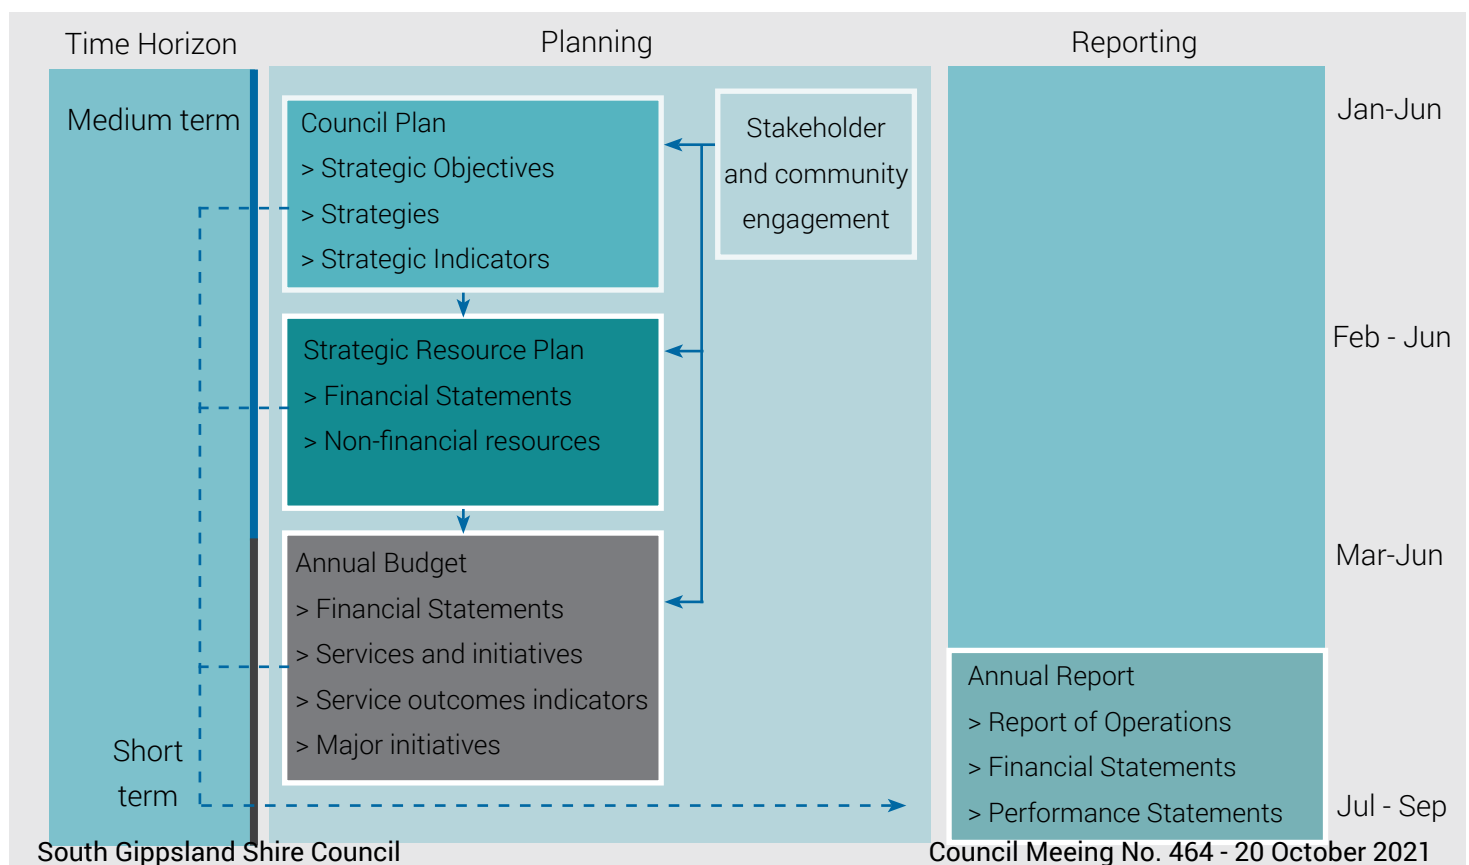 Time Horizon
Planning
Reporting
Medium term
Council Plan
> Strategic Objectives
> Strategies
> Strategic Indicators
Stakeholder
and community
engagement
Jan-Jun
Strategic Resource Plan
> Financial Statements
> Non-financial resources
Feb - Jun
Annual Budget
> Financial Statements
> Services and initiatives
> Service outcomes indicators
> Major initiatives
Mar-Jun
Short
term
Annual Report
> Report of Operations
> Financial Statements
> Performance Statements
Jul - Sep
South Gippsland Shire Council
Council Meeing No. 464 - 20 October 2021